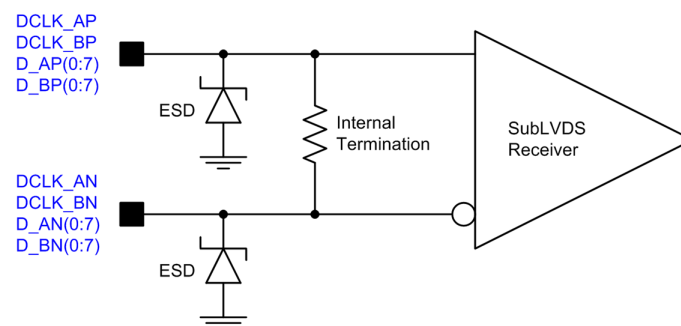 DCLK_AP
DCLK_BP
D_AP(0:7)
D_BP(0:7)
ESD
Internal
Termination
SubLVDS
Receiver
DCLK_AN
DCLK_BN
D_AN(0:7)
D_BN(0:7)
ESD